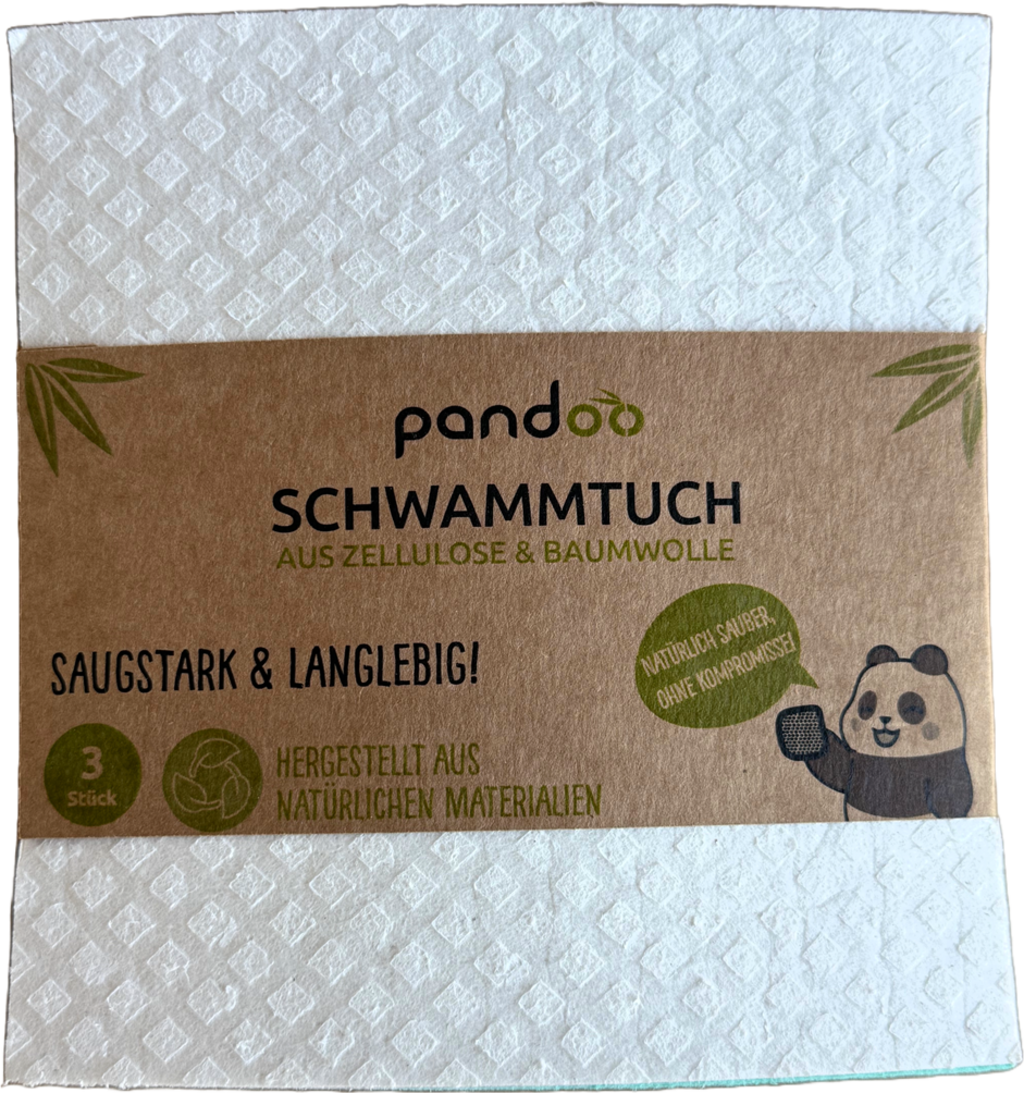 pandoo
SCHWAMMTUCH
AUS ZELLULOSE & BAUMWOLLE
NATÜRLICH SAUBER,
OHNE KOMPROMISSE!
SAUGSTARK & LANGLEBIG!
3
Stück
HERGESTELLT AUS
NATÜRLICHEN MATERIALIEN